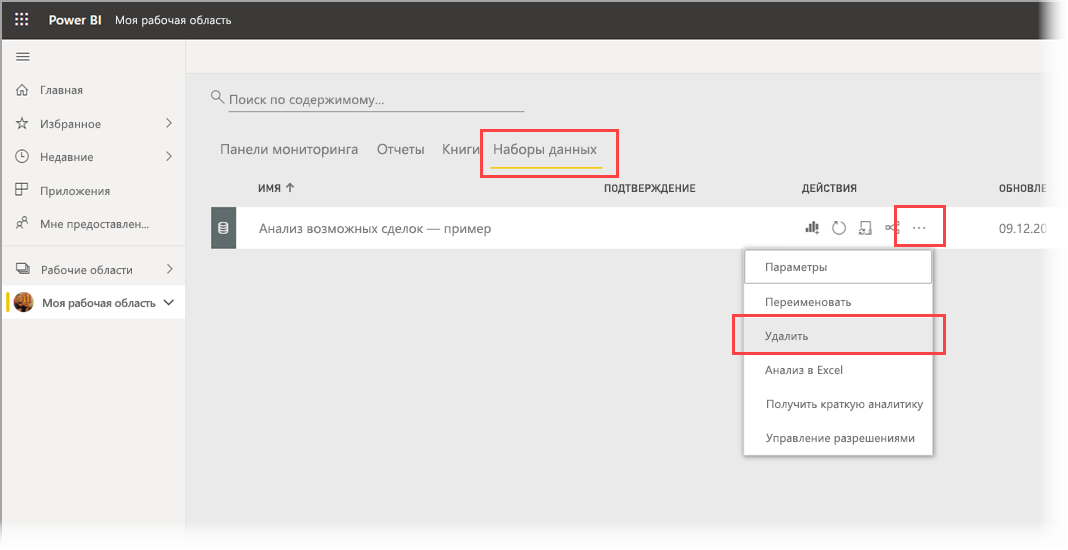 Power BI Моя рабочая область
Главная
Избранное
Недавние
Приложения
Мне предоставлен...
Рабочие области
Моя рабочая область
Поиск по содержимому...
Панели мониторинга Отчеты Книги Наборы данных
ИМЯ ПОДТВЕРЖДЕНИЕ ДЕЙСТВИЯ ОБНОВЛЕ
Анализ возможных сделок — пример 09.12.20
Параметры
Переименовать
Удалить
Анализ в Excel
Получить краткую аналитику
Управление разрешениями